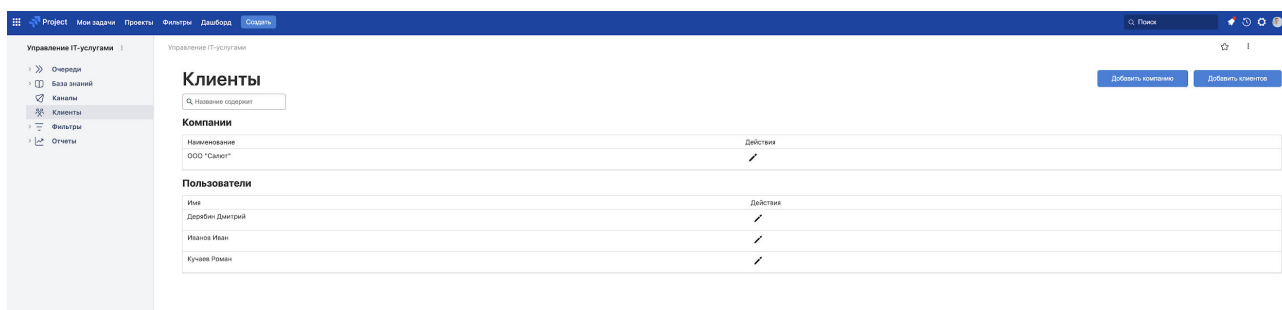 Project Мои задачи Проекты Фильтры Дашборд Создать Поиск
Управление IT-услугами
Управление IT-услугами
Очереди
База знаний
Каналы
Клиенты
Фильтры
Отчеты
Клиенты
Добавить компанию Добавить клиентов
Название содержит
Компании
Наименование Действия
ООО "Салют"
Пользователи
Имя Действия
Дерябин Дмитрий
Иванов Иван
Кучаев Роман